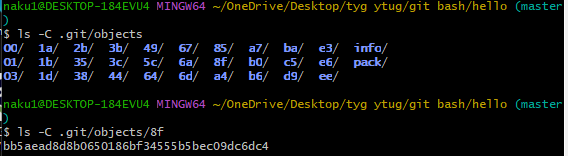 naku1@DESKTOP-184EVU4 MINGW64 ~/OneDrive/Desktop/tyg ytug/git bash/hello (master
)
$ ls -C .git/objects
00/ 1a/ 2b/ 3b/ 49/ 67/ 85/ a7/ ba/ e3/ info/
01/ 1b/ 35/ 3c/ 5c/ 6a/ 8f/ b0/ c5/ e6/ pack/
03/ 1d/ 38/ 44/ 64/ 6d/ a4/ b6/ d9/ ee/
naku1@DESKTOP-184EVU4 MINGW64 ~/OneDrive/Desktop/tyg ytug/git bash/hello (master
)
$ ls -C .git/objects/8f
bb5aead8d8b0650186bf34555b5bec09dc6dc4